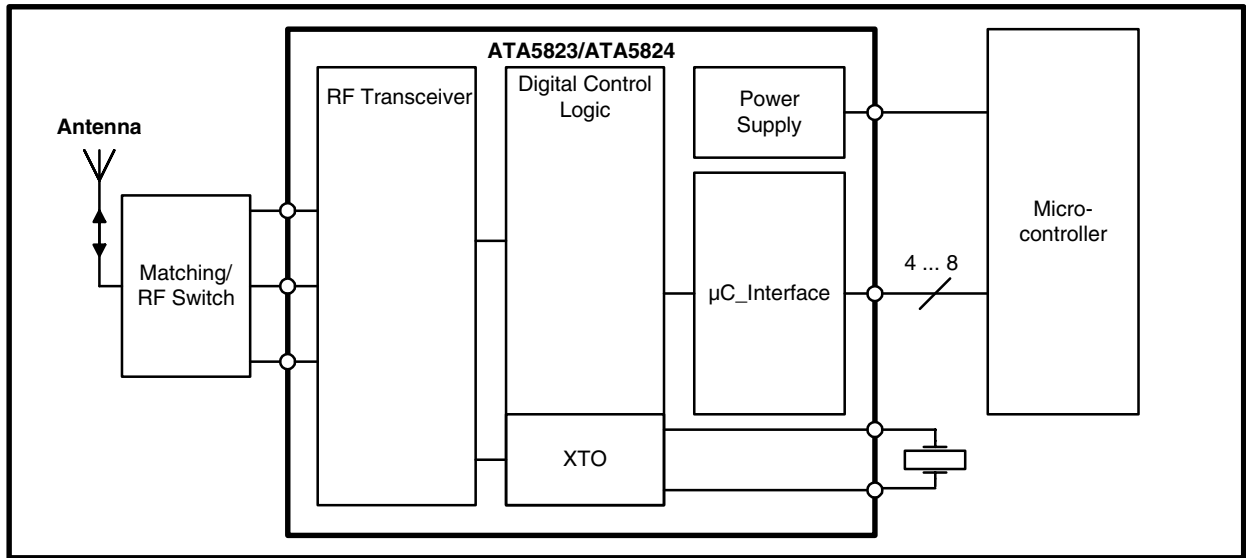 ATA5823/ATA5824
RF Transceiver
Digital Control
Logic
Power
Supply
Antenna
Matching/
RF Switch
µC_Interface
4 ... 8
Micro-
controller
XTO